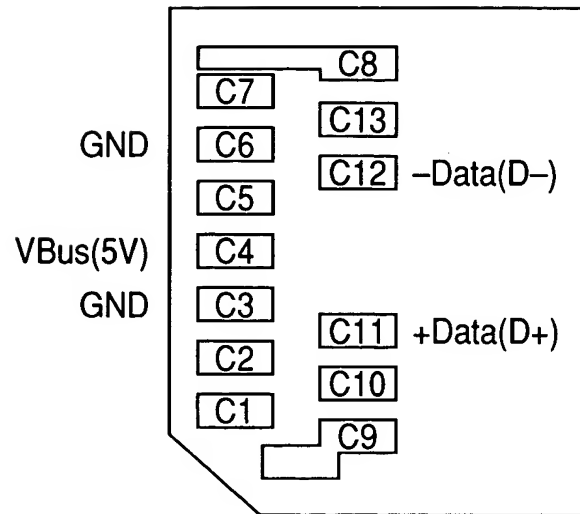 C8
C7
C13
GND C6
C12 –Data(D–)
C5
VBus(5V) C4
GND C3
C11 +Data(D+)
C2
C10
C1
C9